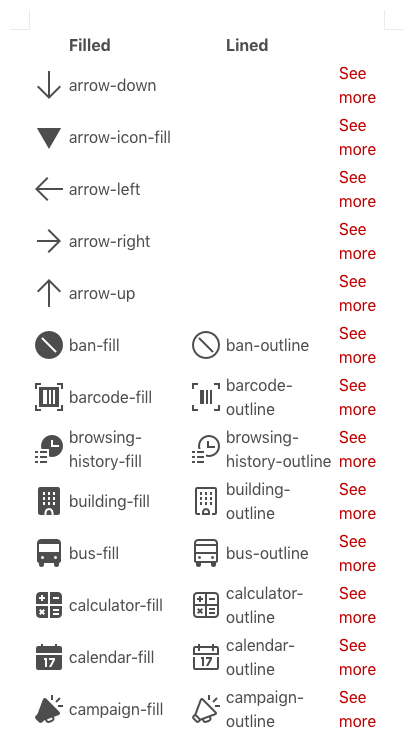 Filled Lined
arrow-down See
more
arrow-icon-fill See
more
arrow-left See
more
arrow-right See
more
arrow-up See
more
ban-fill ban-outline See
more
barcode-fill barcode-
outline See
more
browsing-
history-fill browsing-
history-outline See
more
building-fill building-
outline See
more
bus-fill bus-outline See
more
calculator-fill calculator-
outline See
more
17 calendar-fill 17 calendar-
outline See
more
campaign-fill campaign-
outline See
more